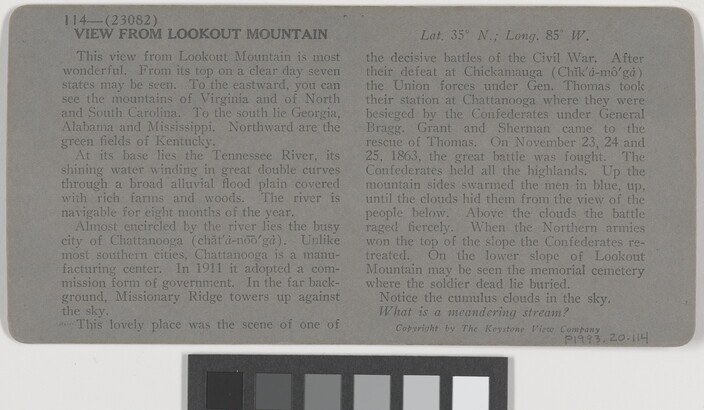 114—(23082)
VIEW FROM LOOKOUT MOUNTAIN
This view from Lookout Mountain is most
wonderful. From its top on a clear day seven
states may be seen. To the eastward, you can
see the mountains of Virginia and of North
and South Carolina. To the south lie Georgia,
Alabama and Mississippi. Northward are the
green fields of Kentucky.
At its base lies the Tennessee River, its
shining water winding in great double curves
through a broad alluvial flood plain covered
with rich farms and woods. The river is
navigable for eight months of the year.
Almost encircled by the river lies the busy
city of Chattanooga (chăt′á-nōō′gá). Unlike
most southern cities, Chattanooga is a manu-
facturing center. In 1911 it adopted a com-
mission form of government. In the far back-
ground, Missionary Ridge towers up against
the sky.
This lovely place was the scene of one of
Lat. 35° N.; Long. 85° W.
the decisive battles of the Civil War. After
their defeat at Chickamauga (Chĭk′á-mô′gá)
the Union forces under Gen. Thomas took
their station at Chattanooga where they were
besieged by the Confederates under General
Bragg. Grant and Sherman came to the
rescue of Thomas. On November 23, 24 and
25, 1863, the great battle was fought. The
Confederates held all the highlands. Up the
mountain sides swarmed the men in blue, up,
until the clouds hid them from the view of the
people below. Above the clouds the battle
raged fiercely. When the Northern armies
won the top of the slope the Confederates re-
treated. On the lower slope of Lookout
Mountain may be seen the memorial cemetery
where the soldier dead lie buried.
Notice the cumulus clouds in the sky.
What is a meandering stream?
Copyright by The Keystone View Company
P1993.20.114